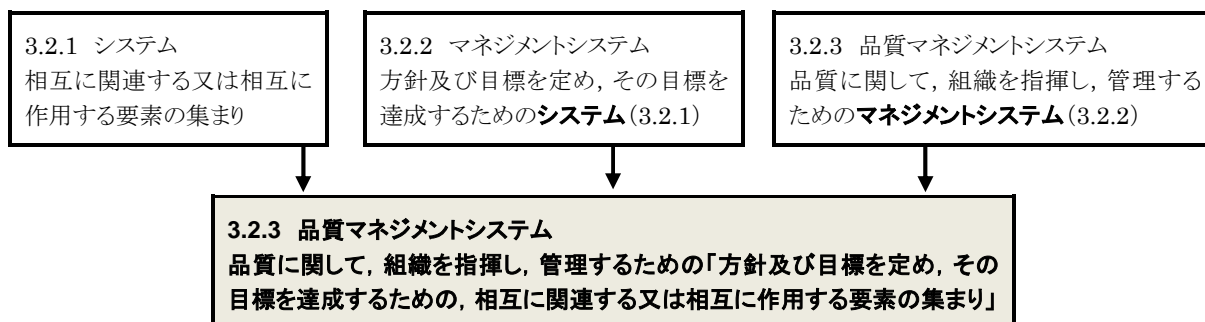 3.2.1 システム
相互に関連する又は相互に
作用する要素の集まり
3.2.2 マネジメントシステム
方針及び目標を定め，その目標を
達成するためのシステム（3.2.1）
3.2.3 品質マネジメントシステム
品質に関して，組織を指揮し，管理する
ためのマネジメントシステム（3.2.2）
3.2.3 品質マネジメントシステム
品質に関して，組織を指揮し，管理するための「方針及び目標を定め，その
目標を達成するための，相互に関連する又は相互に作用する要素の集まり」